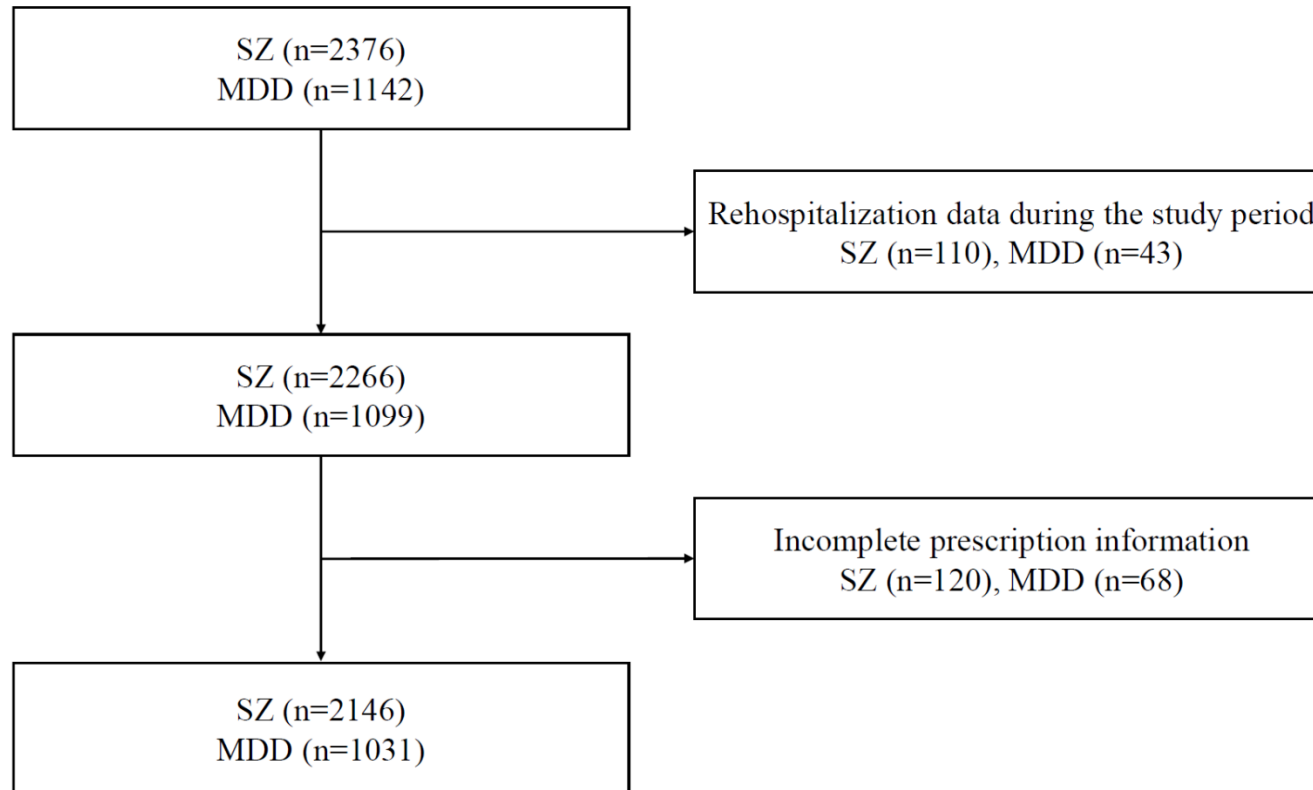 SZ (n=2376)
MDD (n=1142)
Rehospitalization data during the study period
SZ (n=110), MDD (n=43)
SZ (n=2266)
MDD (n=1099)
Incomplete prescription information
SZ (n=120), MDD (n=68)
SZ (n=2146)
MDD (n=1031)